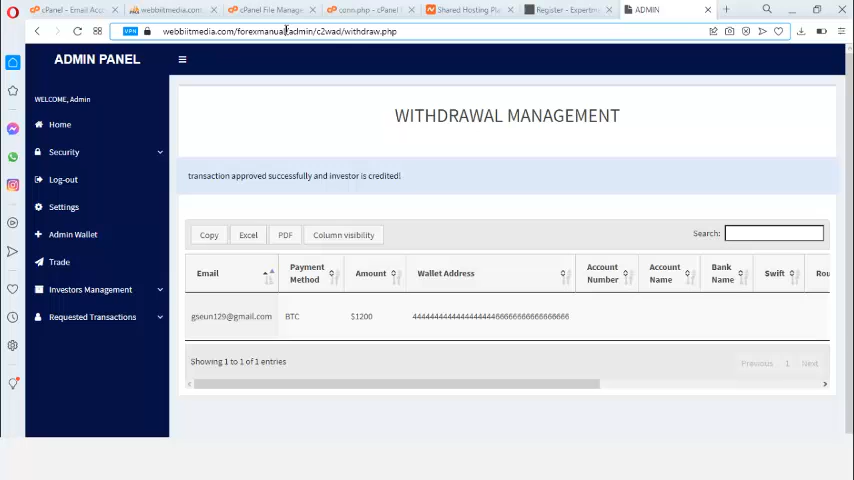 cPanel - Email Acc
webbiitmedia.com
cPanel File Manage
conn.php - cPanel
Shared Hosting Pla
Register - Expertm
ADMIN
VPN webbiitmedia.com/forexmanual/admin/c2wad/withdraw.php
ADMIN PANEL
WELCOME, Admin
Home
Security
Log-out
Settings
Admin Wallet
Trade
Investors Management
Requested Transactions
WITHDRAWAL MANAGEMENT
transaction approved successfully and investor is credited!
Copy Excel PDF Column visibility Search:
Email Payment Method Amount Wallet Address Account Number Account Name Bank Name Swift Rou
gseun129@gmail.com BTC $1200
Showing 1 to 1 of 1 entries
Previous 1 Next